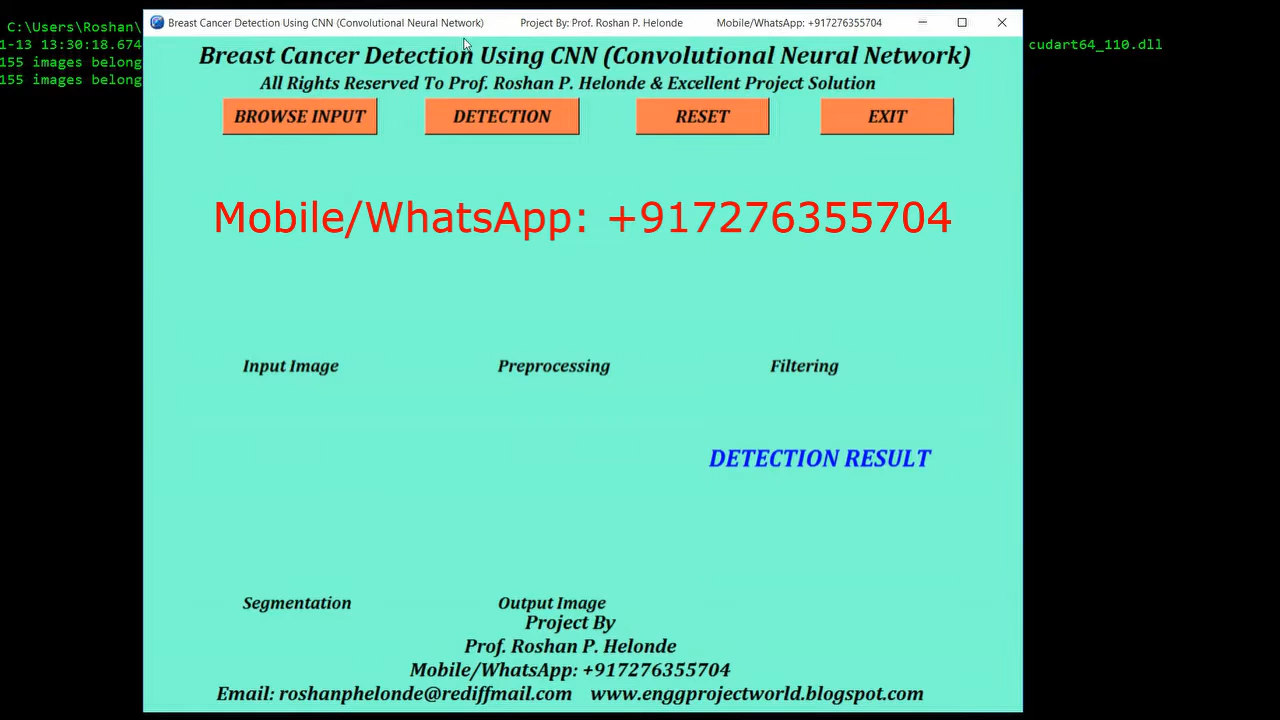 C:\Users\Roshan\
1-13 13:30:18.674
155 images belong
155 images belong
cudart64_110.dll
Breast Cancer Detection Using CNN (Convolutional Neural Network) Project By: Prof. Roshan P. Helonde Mobile/WhatsApp: +917276355704
Breast Cancer Detection Using CNN (Convolutional Neural Network)
All Rights Reserved To Prof. Roshan P. Helonde & Excellent Project Solution
BROWSE INPUT DETECTION RESET EXIT
Mobile/WhatsApp: +917276355704
Input Image Preprocessing Filtering
DETECTION RESULT
Segmentation Output Image
Project By
Prof. Roshan P. Helonde
Mobile/WhatsApp: +917276355704
Email: roshanphelonde@rediffmail.com www.enggprojectworld.blogspot.com